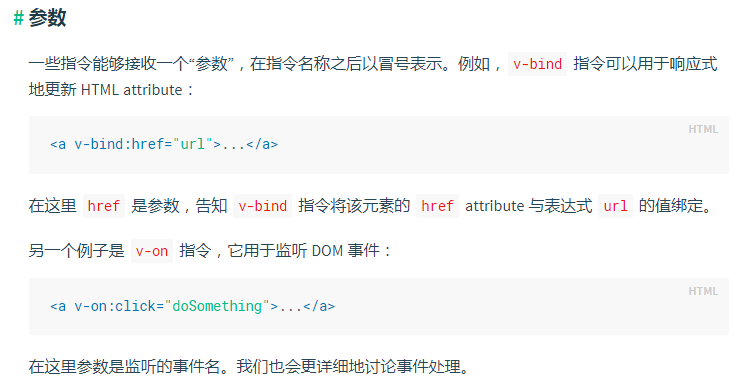 # 参数
一些指令能够接收一个“参数”，在指令名称之后以冒号表示。例如， v-bind 指令可以用于响应式
地更新 HTML attribute：
HTML
<a v-bind:href="url">...</a>
在这里 href 是参数，告知 v-bind 指令将该元素的 href attribute 与表达式 url 的值绑定。
另一个例子是 v-on 指令，它用于监听 DOM 事件：
HTML
<a v-on:click="doSomething">...</a>
在这里参数是监听的事件名。我们也会更详细地讨论事件处理。